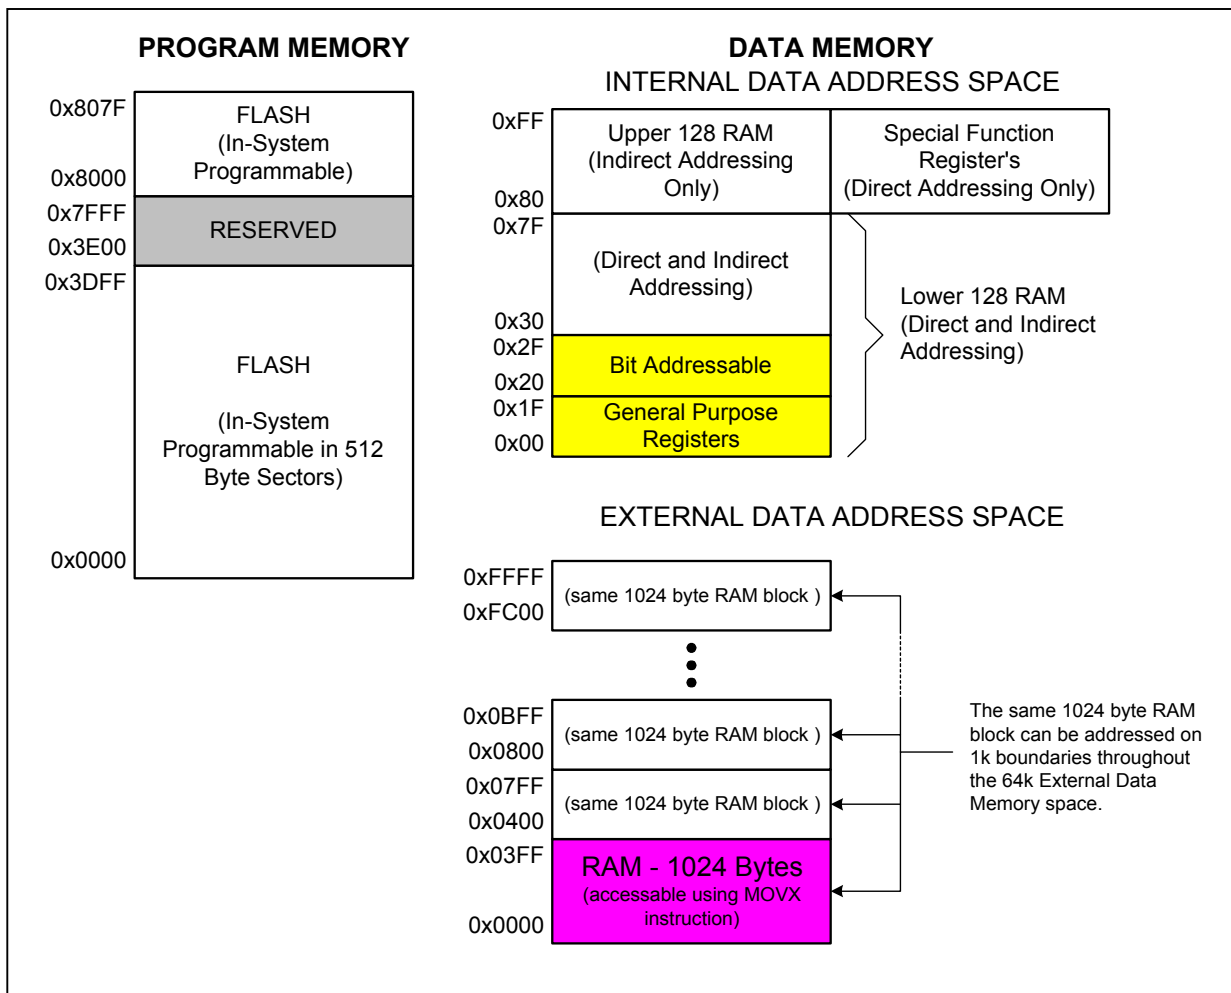 PROGRAM MEMORY
0x807F
0x8000
FLASH
(In-System
Programmable)
0x7FFF
0x3E00
RESERVED
0x3DFF
0x0000
FLASH
(In-System
Programmable in 512
Byte Sectors)
DATA MEMORY
INTERNAL DATA ADDRESS SPACE
0xFF
0x80
Upper 128 RAM
(Indirect Addressing
Only)
Special Function
Register's
(Direct Addressing Only)
0x7F
0x30
(Direct and Indirect
Addressing)
0x2F
0x20
Bit Addressable
0x1F
0x00
General Purpose
Registers
Lower 128 RAM
(Direct and Indirect
Addressing)
EXTERNAL DATA ADDRESS SPACE
0xFFFF
0xFC00
(same 1024 byte RAM block )
0x0BFF
0x0800
(same 1024 byte RAM block )
0x07FF
0x0400
(same 1024 byte RAM block )
0x03FF
0x0000
RAM - 1024 Bytes
(accessable using MOVX
instruction)
The same 1024 byte RAM
block can be addressed on
1k boundaries throughout
the 64k External Data
Memory space.